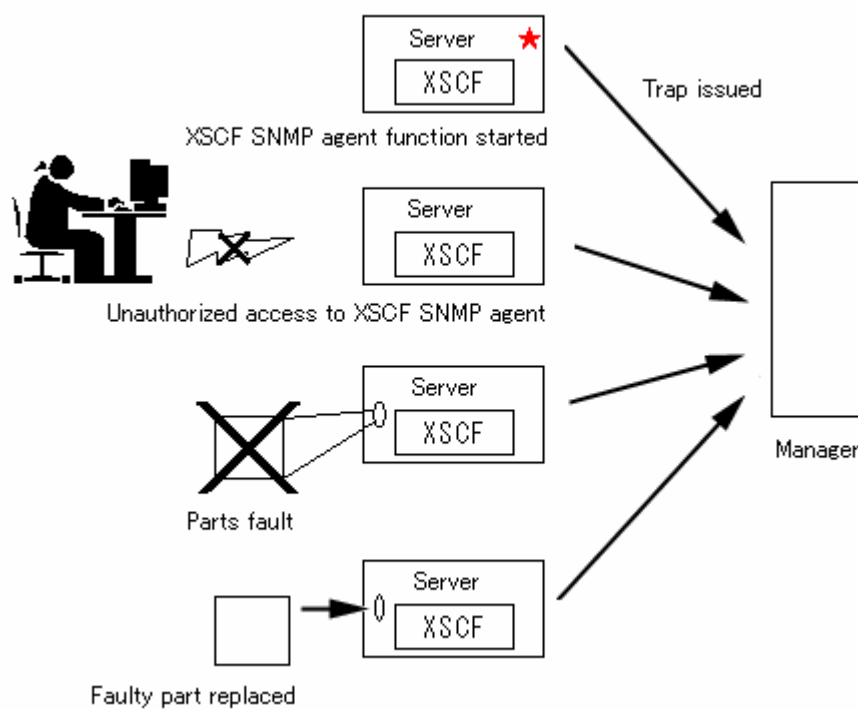 Server
XSCF
Trap issued
XSCF SNMP agent function started
Server
XSCF
Unauthorized access to XSCF SNMP agent
Server
XSCF
Manager
Parts fault
Server
XSCF
Faulty part replaced